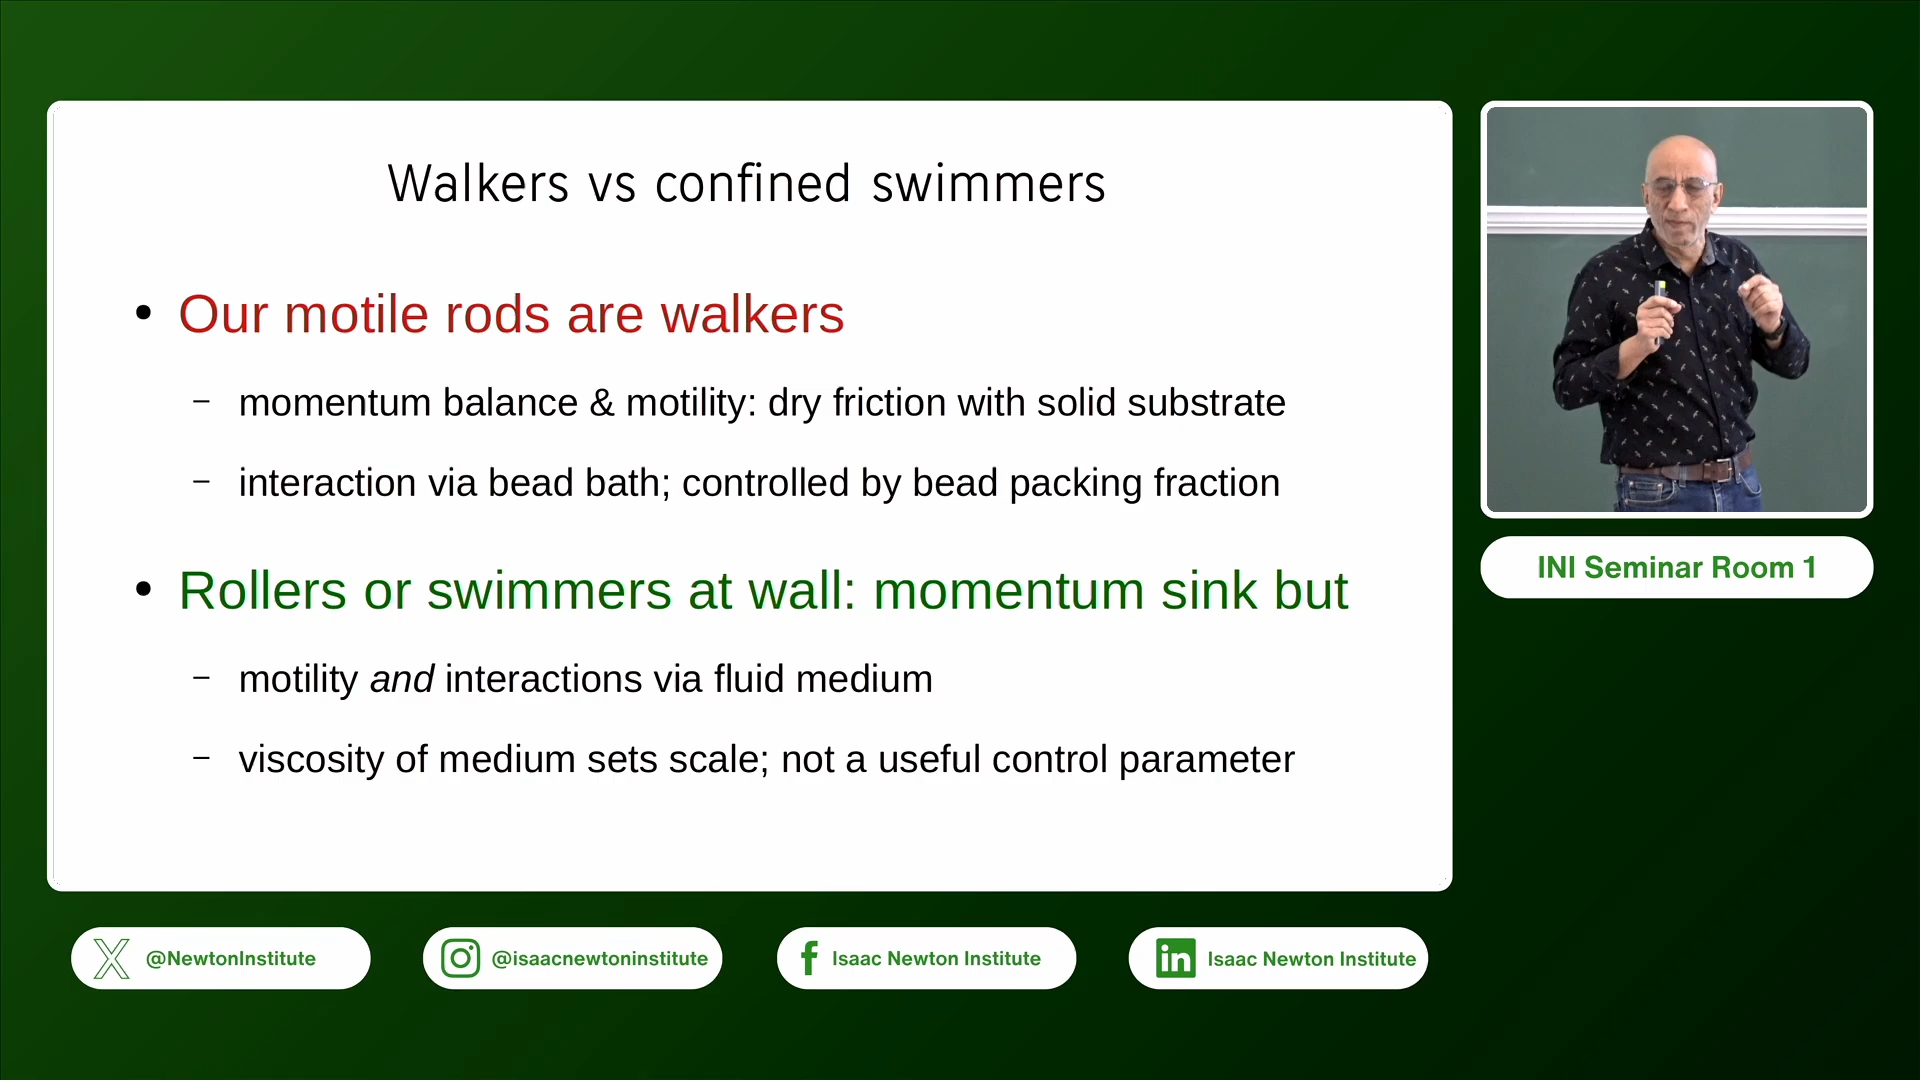 Walkers vs confined swimmers
• Our motile rods are walkers
– momentum balance & motility: dry friction with solid substrate
– interaction via bead bath; controlled by bead packing fraction
• Rollers or swimmers at wall: momentum sink but
– motility and interactions via fluid medium
– viscosity of medium sets scale; not a useful control parameter
INI Seminar Room 1
@NewtonInstitute
@isaacnewtoninstitute
Isaac Newton Institute
Isaac Newton Institute